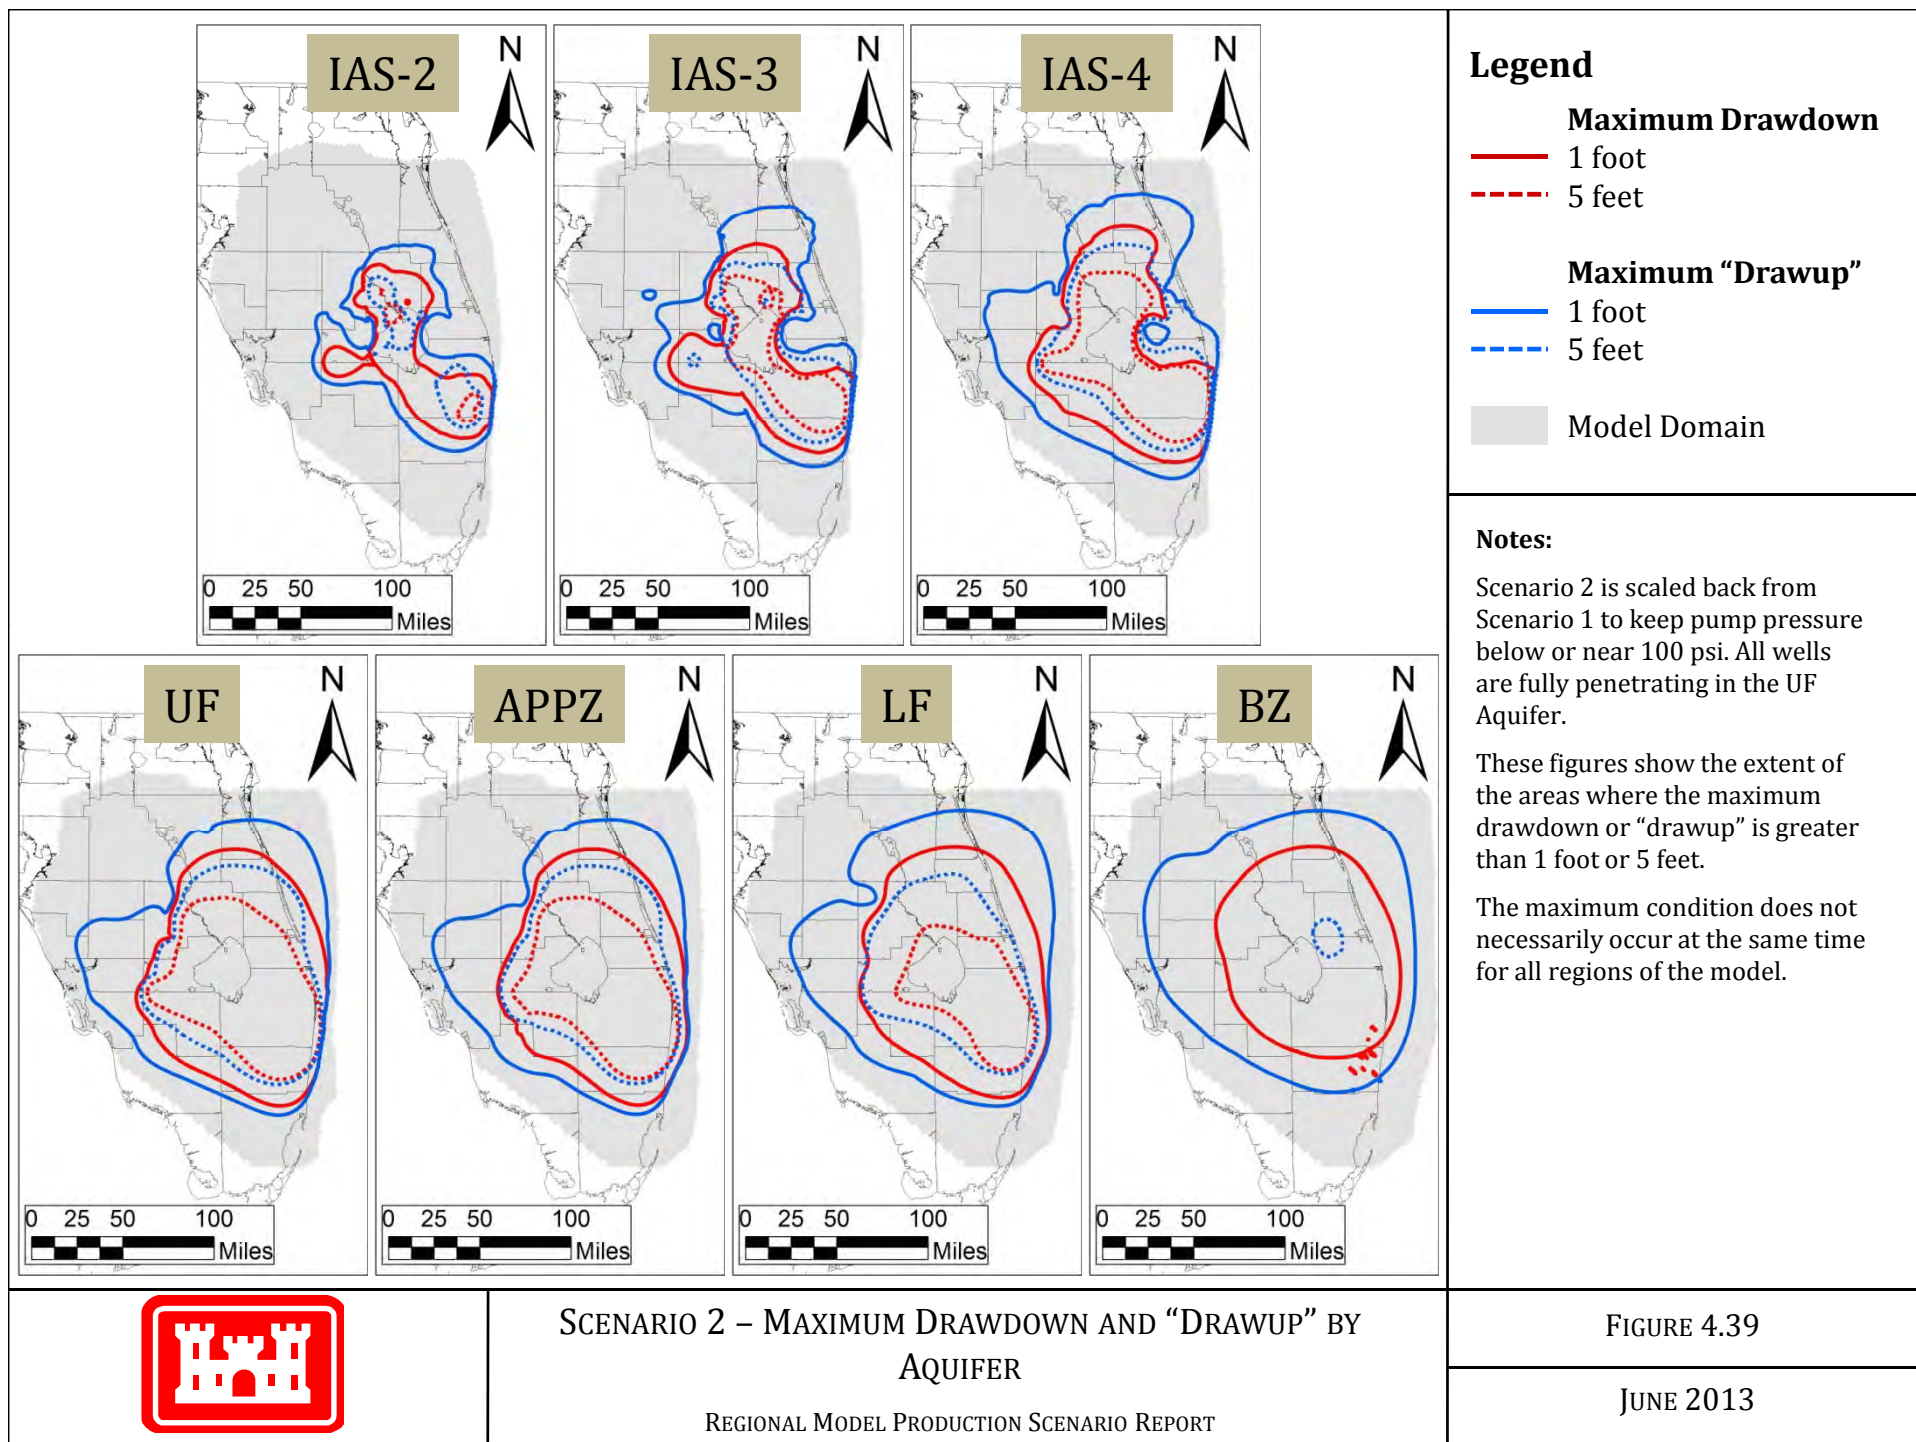 IAS-2
N
0 25 50 100
Miles
IAS-3
N
0 25 50 100
Miles
IAS-4
N
0 25 50 100
Miles
UF
N
0 25 50 100
Miles
APPZ
N
0 25 50 100
Miles
LF
N
0 25 50 100
Miles
BZ
N
0 25 50 100
Miles
Legend
Maximum Drawdown
1 foot
5 feet
Maximum “Drawup”
1 foot
5 feet
Model Domain
Notes:
Scenario 2 is scaled back from
Scenario 1 to keep pump pressure
below or near 100 psi. All wells
are fully penetrating in the UF
Aquifer.
These figures show the extent of
the areas where the maximum
drawdown or “drawup” is greater
than 1 foot or 5 feet.
The maximum condition does not
necessarily occur at the same time
for all regions of the model.
SCENARIO 2 – MAXIMUM DRAWDOWN AND “DRAWUP” BY
AQUIFER
REGIONAL MODEL PRODUCTION SCENARIO REPORT
FIGURE 4.39
JUNE 2013